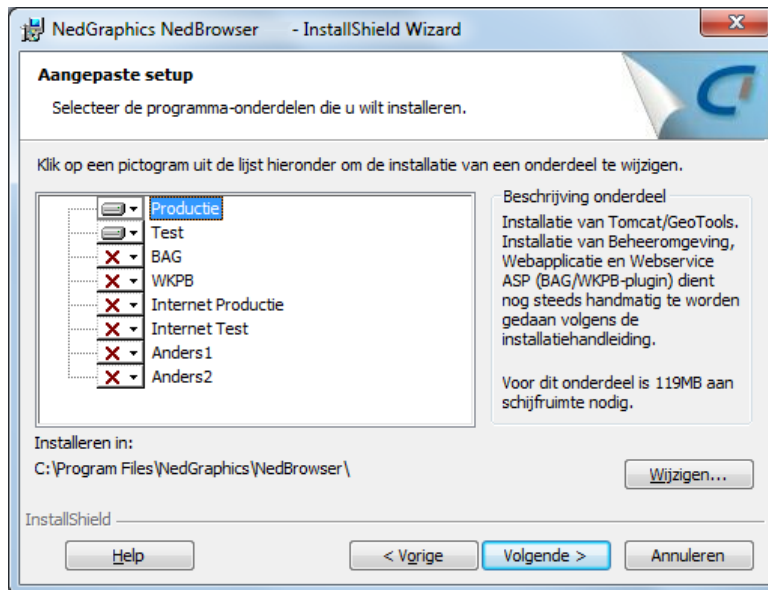 NedGraphics NedBrowser - InstallShield Wizard
Aangepaste setup
Selecteer de programma-onderdelen die u wilt installeren.
Klik op een pictogram uit de lijst hieronder om de installatie van een onderdeel te wijzigen.
Productie
Test
BAG
WKPB
Internet Productie
Internet Test
Anders1
Anders2
Beschrijving onderdeel
Installatie van Tomcat/GeoTools.
Installatie van Beheeromgeving,
Webapplicatie en Webservice
ASP (BAG/WKPB-plugin) dient
nog steeds handmatig te worden
gedaan volgens de
installatiehandleiding.
Voor dit onderdeel is 119MB aan
schijfruimte nodig.
Installeren in:
C:\Program Files\NedGraphics\NedBrowser\
Wijzigen...
InstallShield
Help
< Vorige
Volgende >
Annuleren